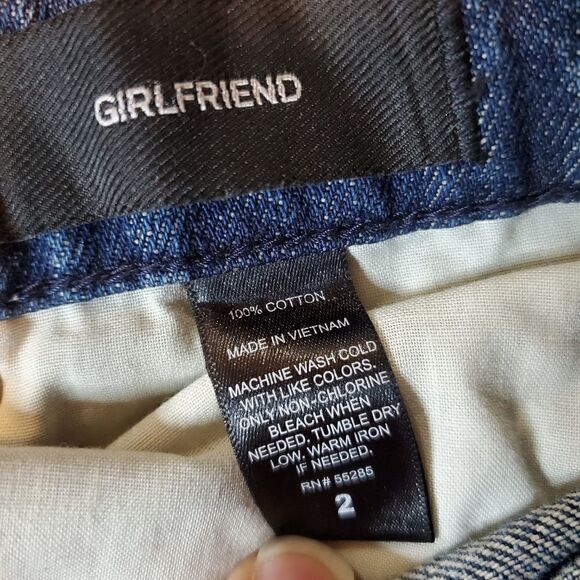 GIRLFRIEND
100% COTTON
MADE IN VIETNAM
MACHINE WASH COLD
WITH LIKE COLORS.
ONLY NON-CHLORINE
BLEACH WHEN
NEEDED. TUMBLE DRY
LOW. WARM IRON
IF NEEDED.
RN# 55285
2